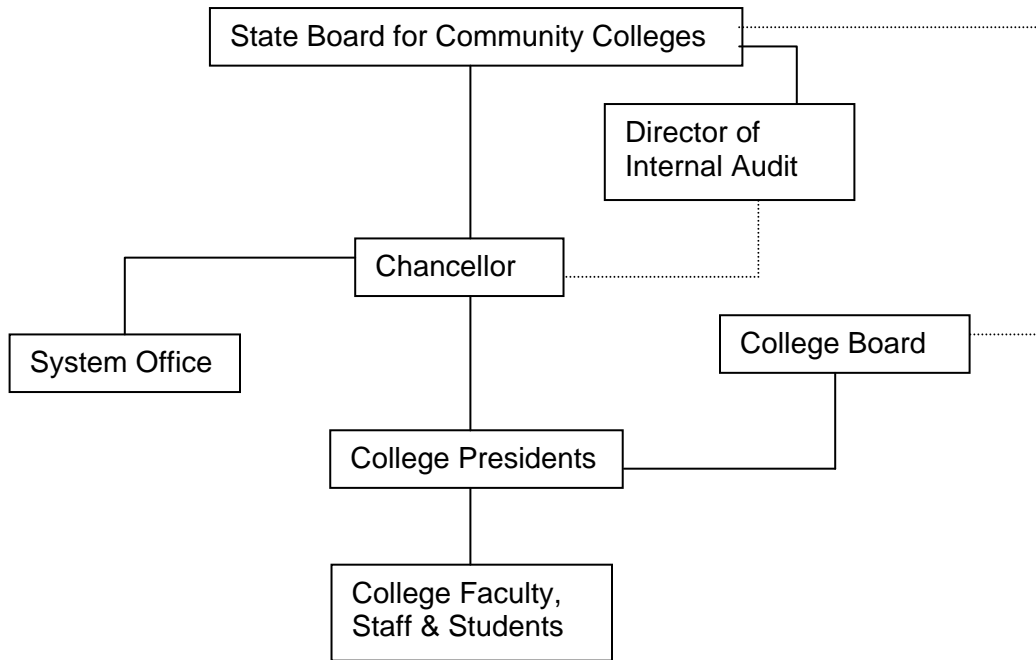 State Board for Community Colleges
Director of
Internal Audit
Chancellor
System Office
College Board
College Presidents
College Faculty,
Staff & Students